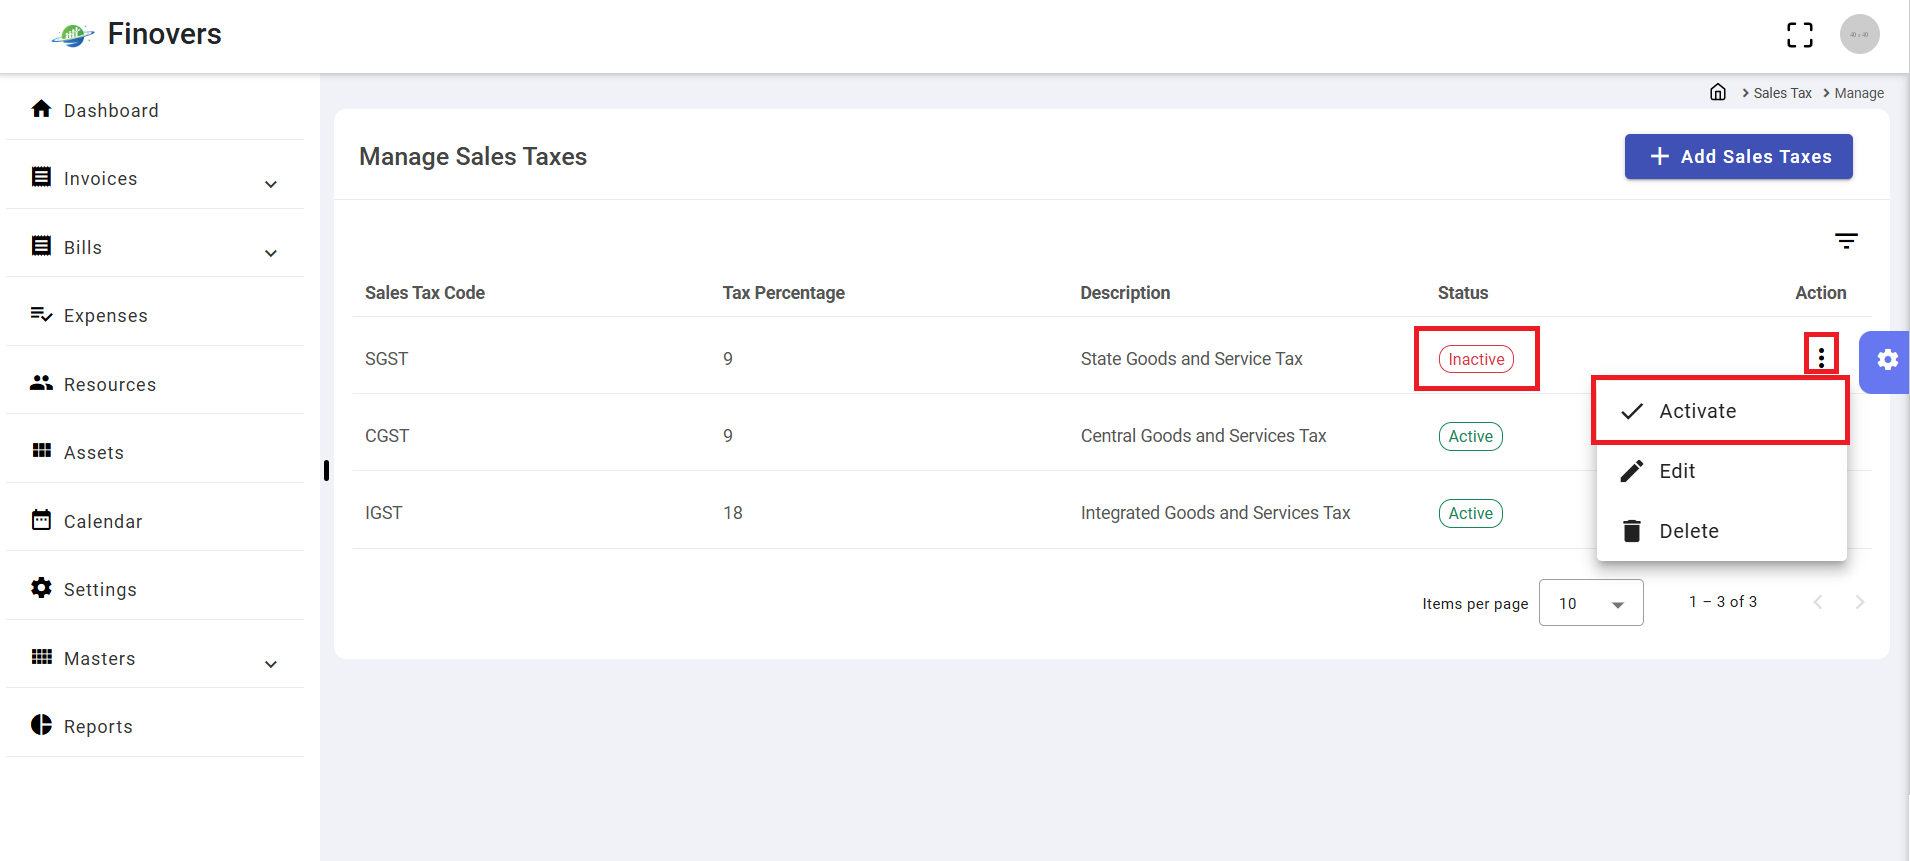 Finovers
40 x 40
Sales Tax
Manage
Dashboard
Invoices
Bills
Expenses
Resources
Assets
Calendar
Settings
Masters
Reports
Manage Sales Taxes
Add Sales Taxes
Sales Tax Code Tax Percentage Description Status Action
SGST 9 State Goods and Service Tax Inactive
CGST 9 Central Goods and Services Tax Active
IGST 18 Integrated Goods and Services Tax Active
Activate
Edit
Delete
Items per page 10 1 – 3 of 3